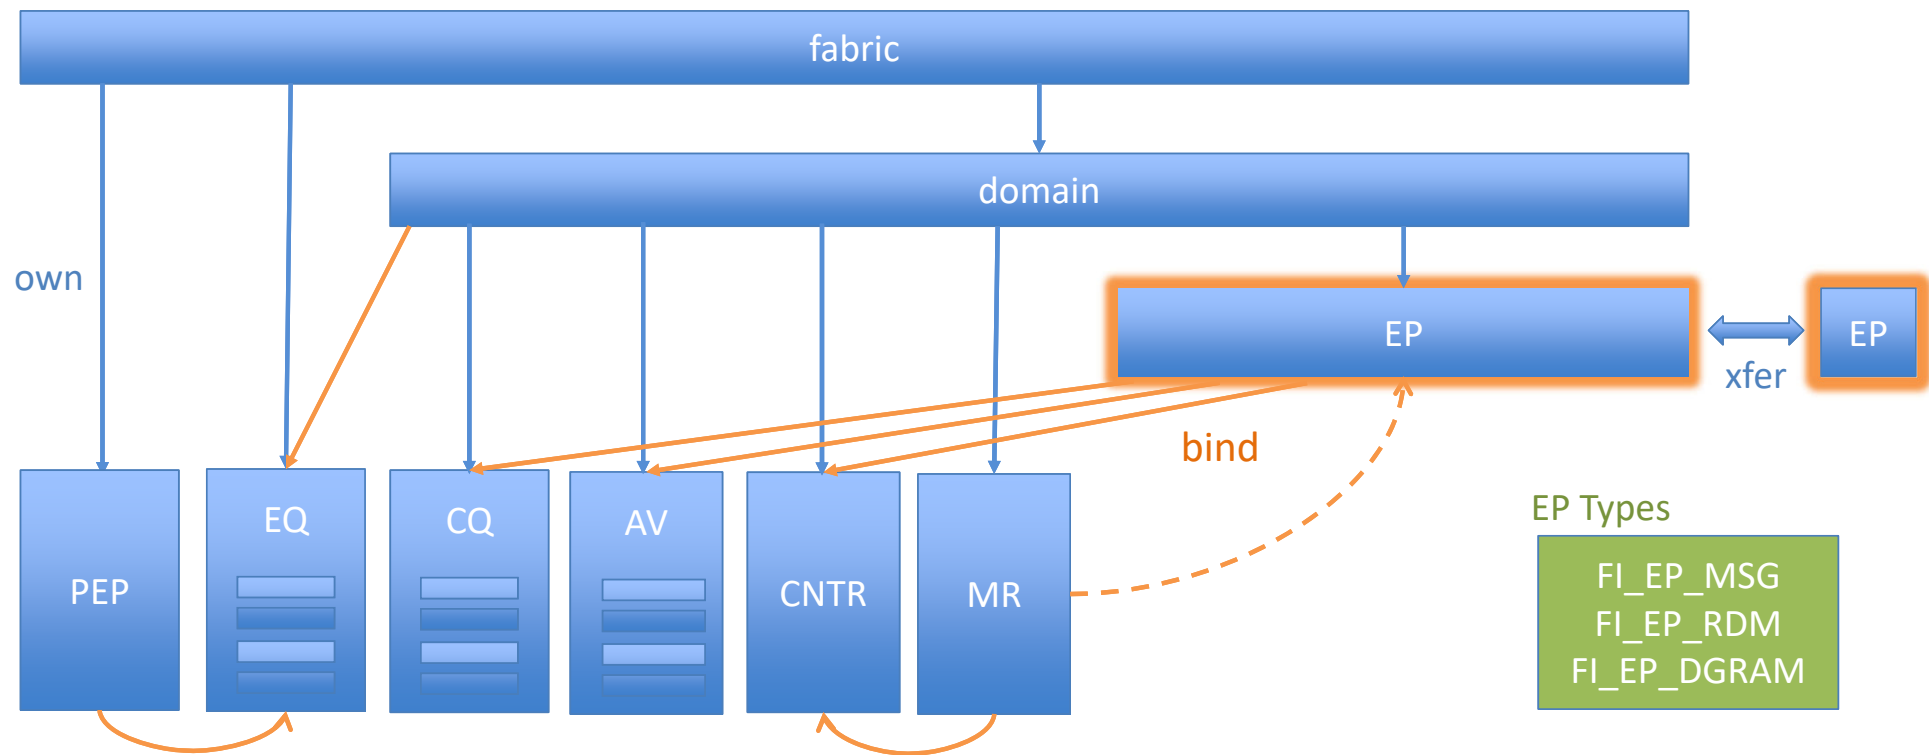 fabric
domain
own
EP
EP
xfer
bind
PEP
EQ
CQ
AV
CNTR
MR
EP Types
FI_EP_MSG
FI_EP_RDM
FI_EP_DGRAM